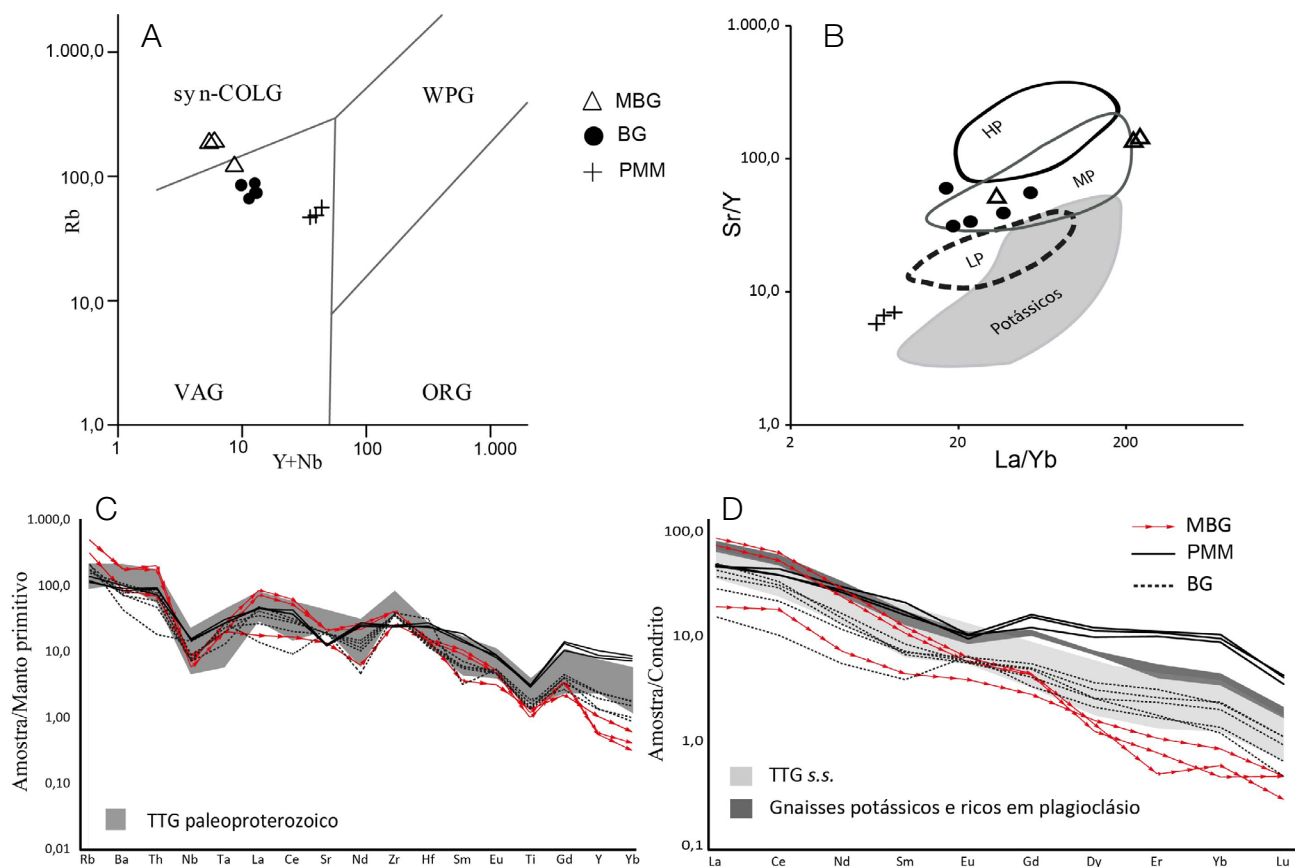 A
1.000,0
100,0
10,0
1,0
Rb
syn-COLG
WPG
VAG
ORG
1
10
100
1.000
Y+Nb
MBG
BG
PMM
B
1.000,0
100,0
10,0
1,0
Sr/Y
HP
MP
LP
Potássicos
2
20
200
La/Yb
C
1.000,0
100,0
10,0
1,00
0,10
0,01
Amostra/Manto primitivo
TTG paleoproterozoico
Rb Ba Th Nb Ta La Ce Sr Nd Zr Hf Sm Eu Ti Gd Y Yb
D
100,0
10,0
1,0
0,1
Amostra/Condrito
MBG
PMM
BG
TTG s.s.
Gnaisses potássicos e ricos em plagioclásio
La Ce Nd Sm Eu Gd Dy Er Yb Lu